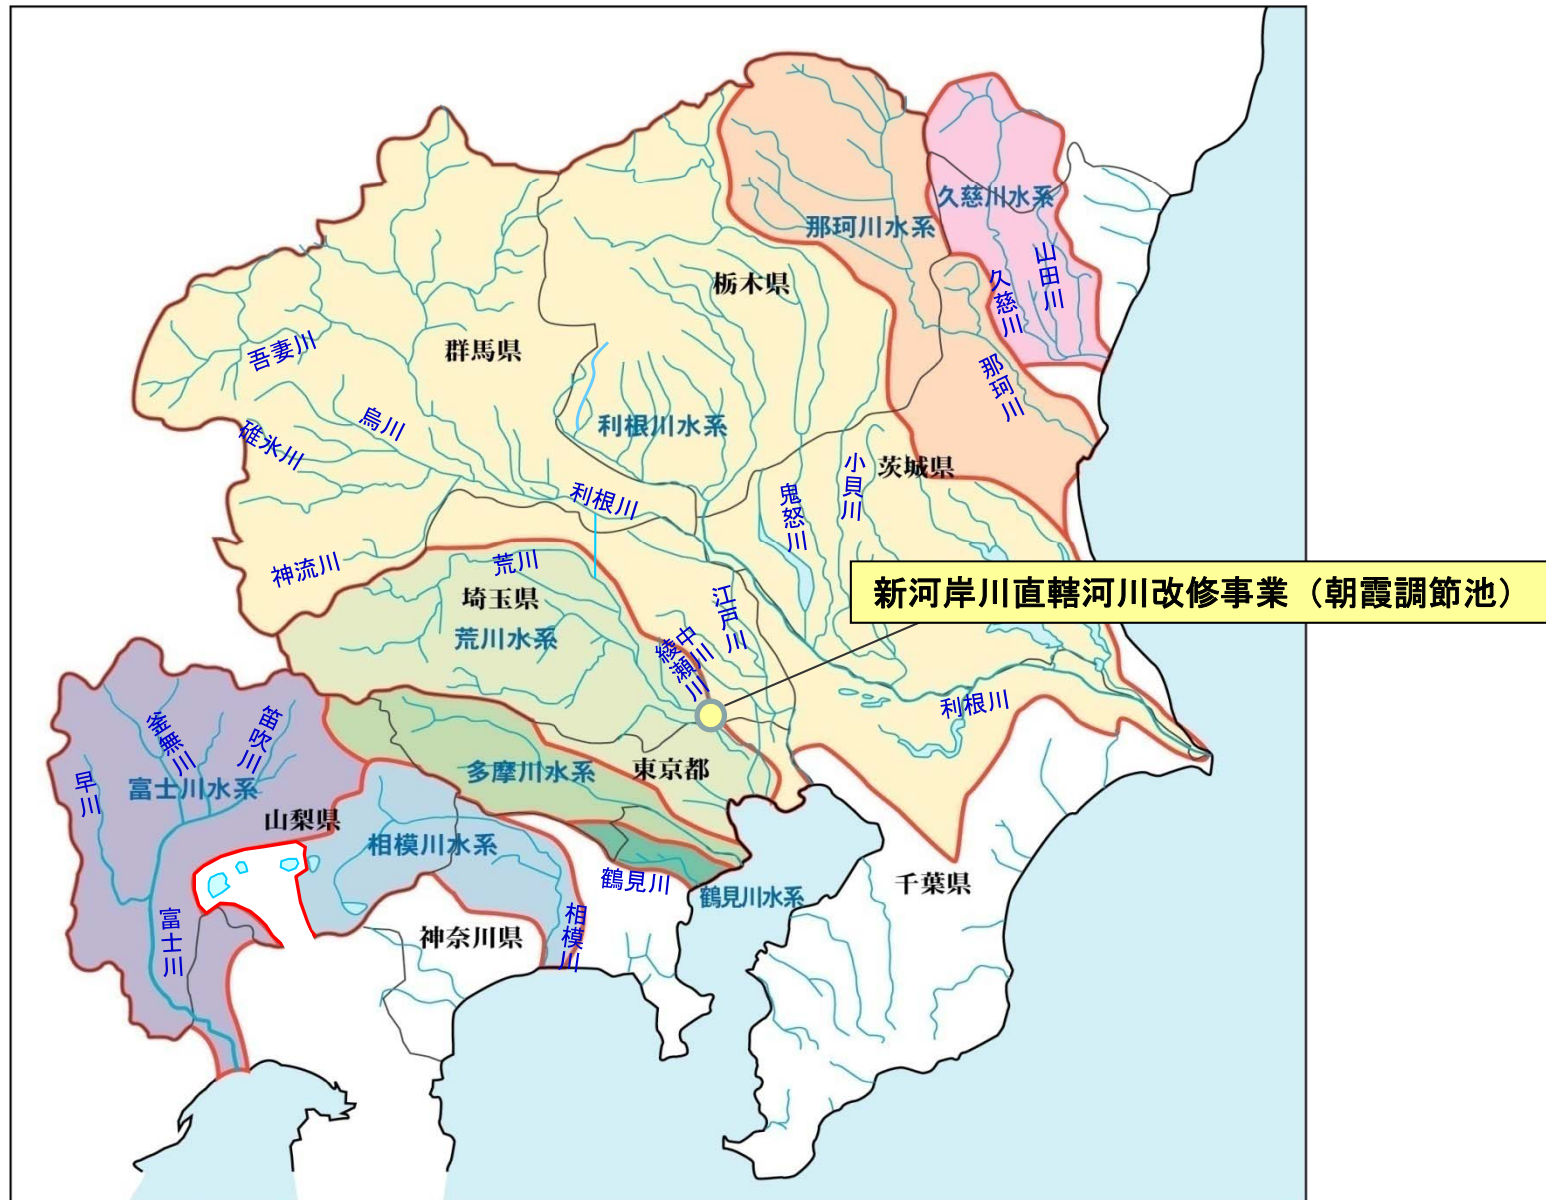 久慈川水系
那珂川水系
山田川
久慈川
栃木県
吾妻川
群馬県
那珂川
烏川
利根川水系
碓氷川
小貝川
茨城県
鬼怒川
利根川
神流川
荒川
新河岸川直轄河川改修事業（朝霞調節池）
埼玉県
江戸川
荒川水系
中川
綾瀬川
利根川
笛吹川
釜無川
早川
富士川水系
多摩川水系
東京都
山梨県
相模川水系
鶴見川
鶴見川水系
千葉県
富士川
相模川
神奈川県